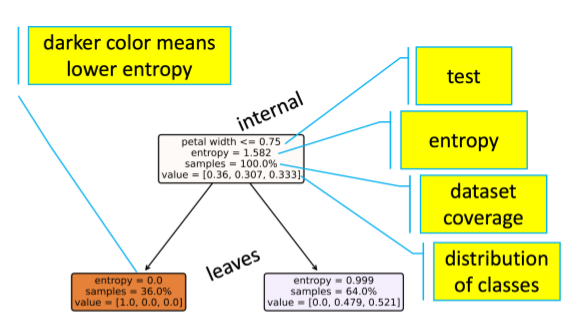 darker color means
lower entropy
internal
test
petal width <= 0.75
entropy = 1.582
samples = 100.0%
value = [0.36, 0.307, 0.333]
entropy
dataset
coverage
leaves
distribution
of classes
entropy = 0.0
samples = 36.0%
value = [1.0, 0.0, 0.0]
entropy = 0.999
samples = 64.0%
value = [0.0, 0.479, 0.521]